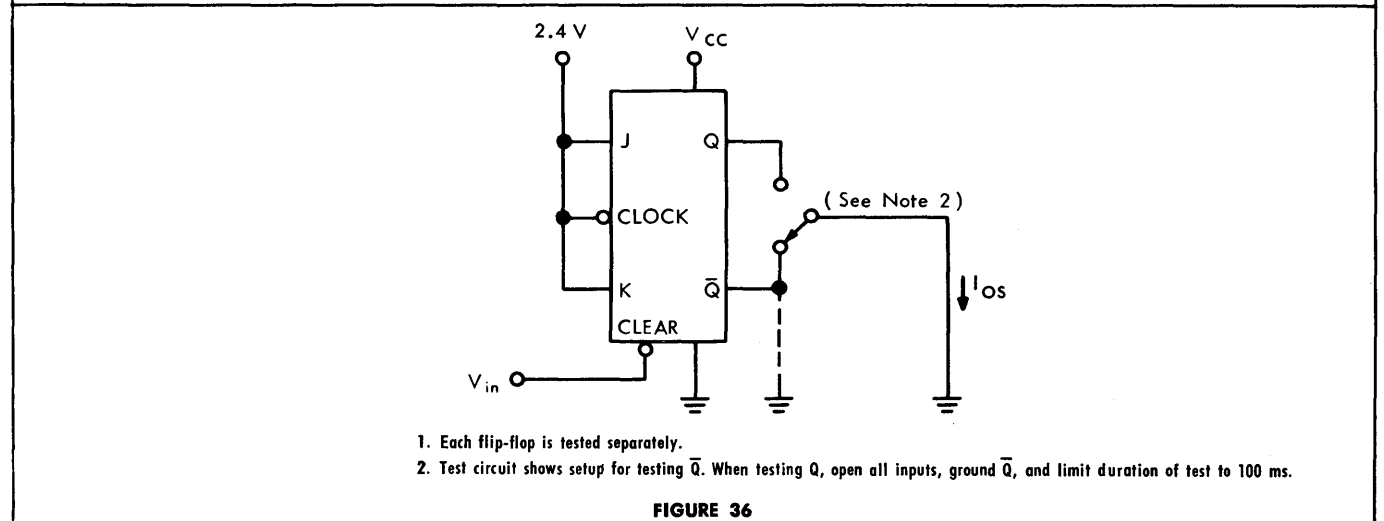 2.4 V
V CC
J
Q
(See Note 2)
CLOCK
K
Q̅
IOS
CLEAR
Vin
1. Each flip-flop is tested separately.
2. Test circuit shows setup for testing Q̅. When testing Q, open all inputs, ground Q̅, and limit duration of test to 100 ms.
FIGURE 36